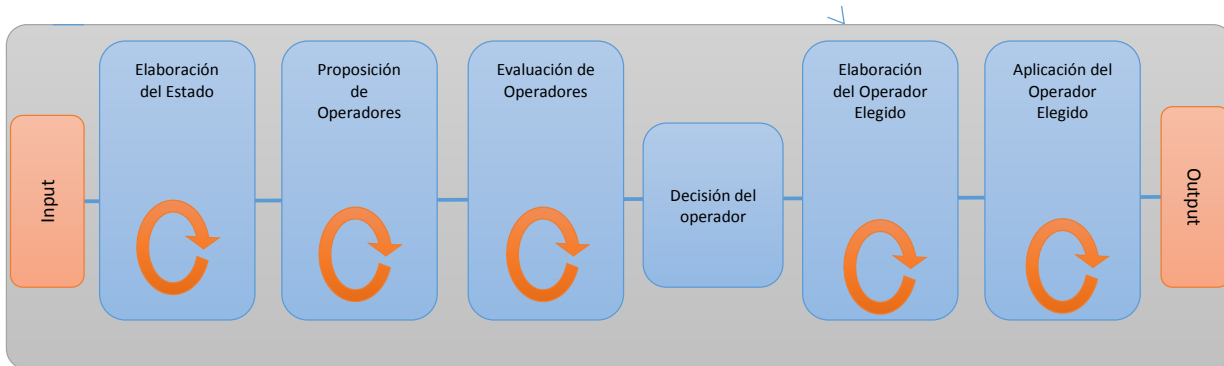 Input
Elaboración
del Estado
Proposición
de
Operadores
Evaluación de
Operadores
Decisión del
operador
Elaboración
del Operador
Elegido
Aplicación del
Operador
Elegido
Output